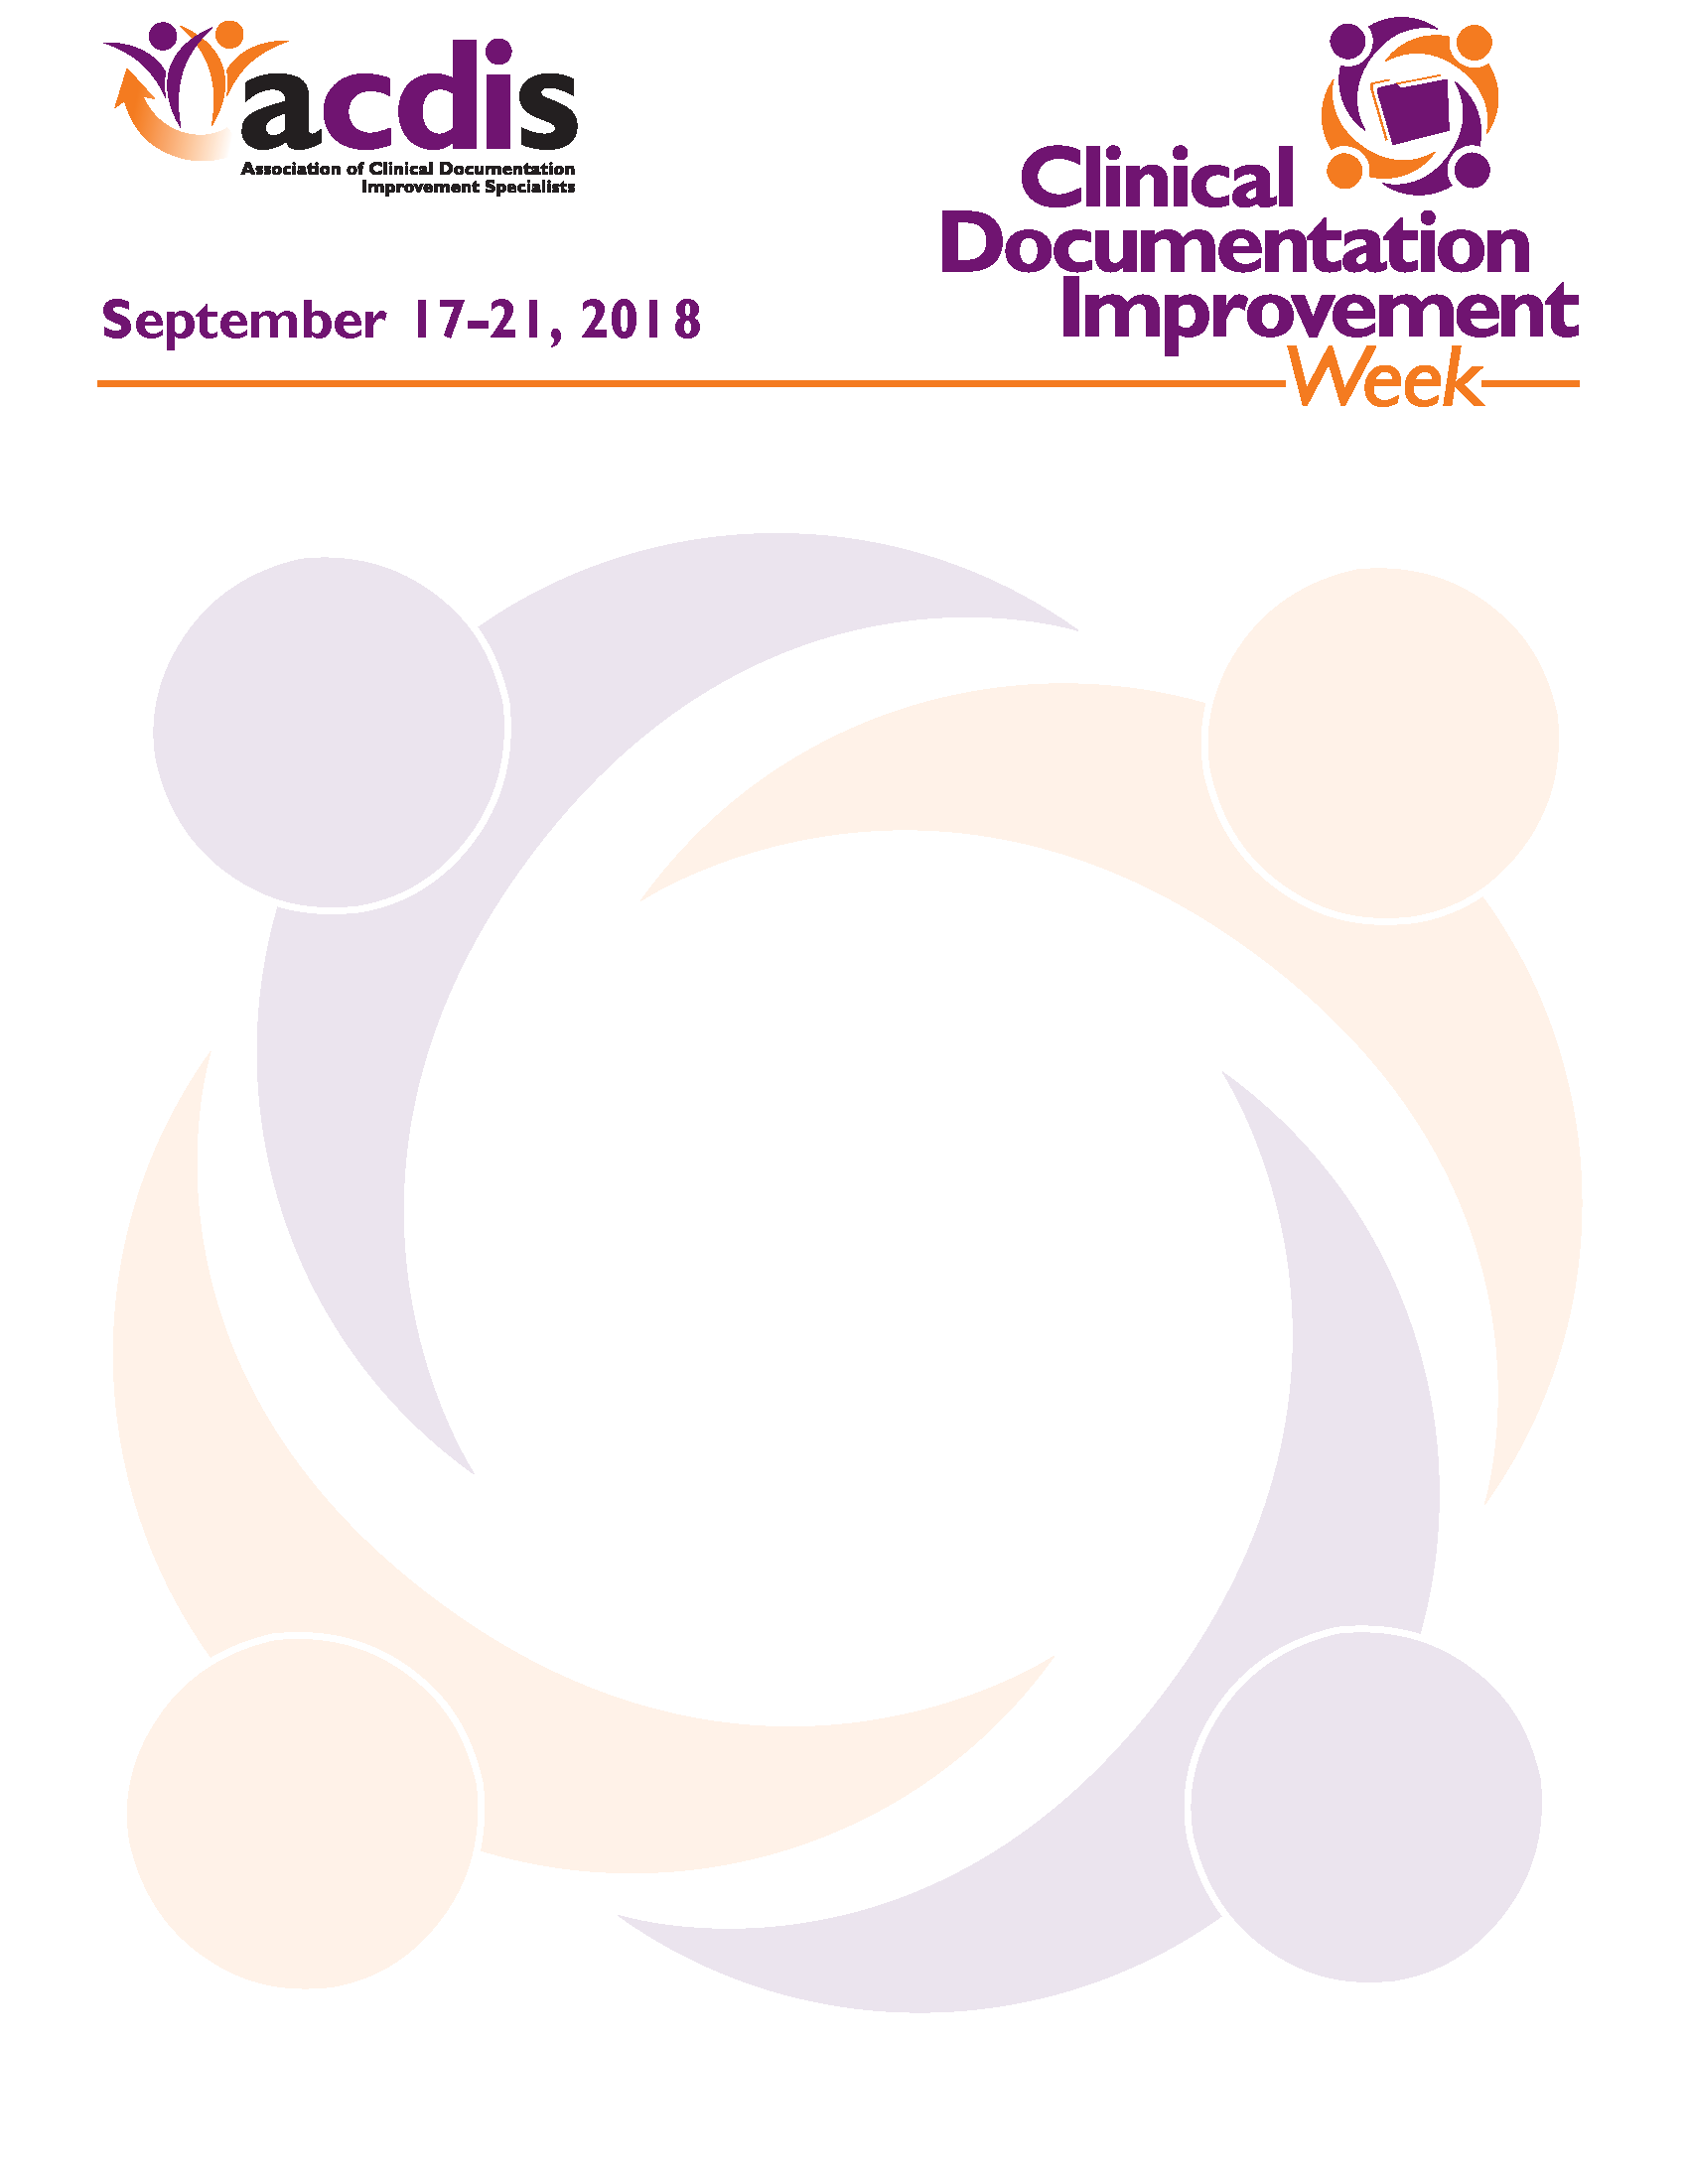 acdis
Association of Clinical Documentation
Improvement Specialists
September 17-21, 2018
Clinical
Documentation
Improvement
Week